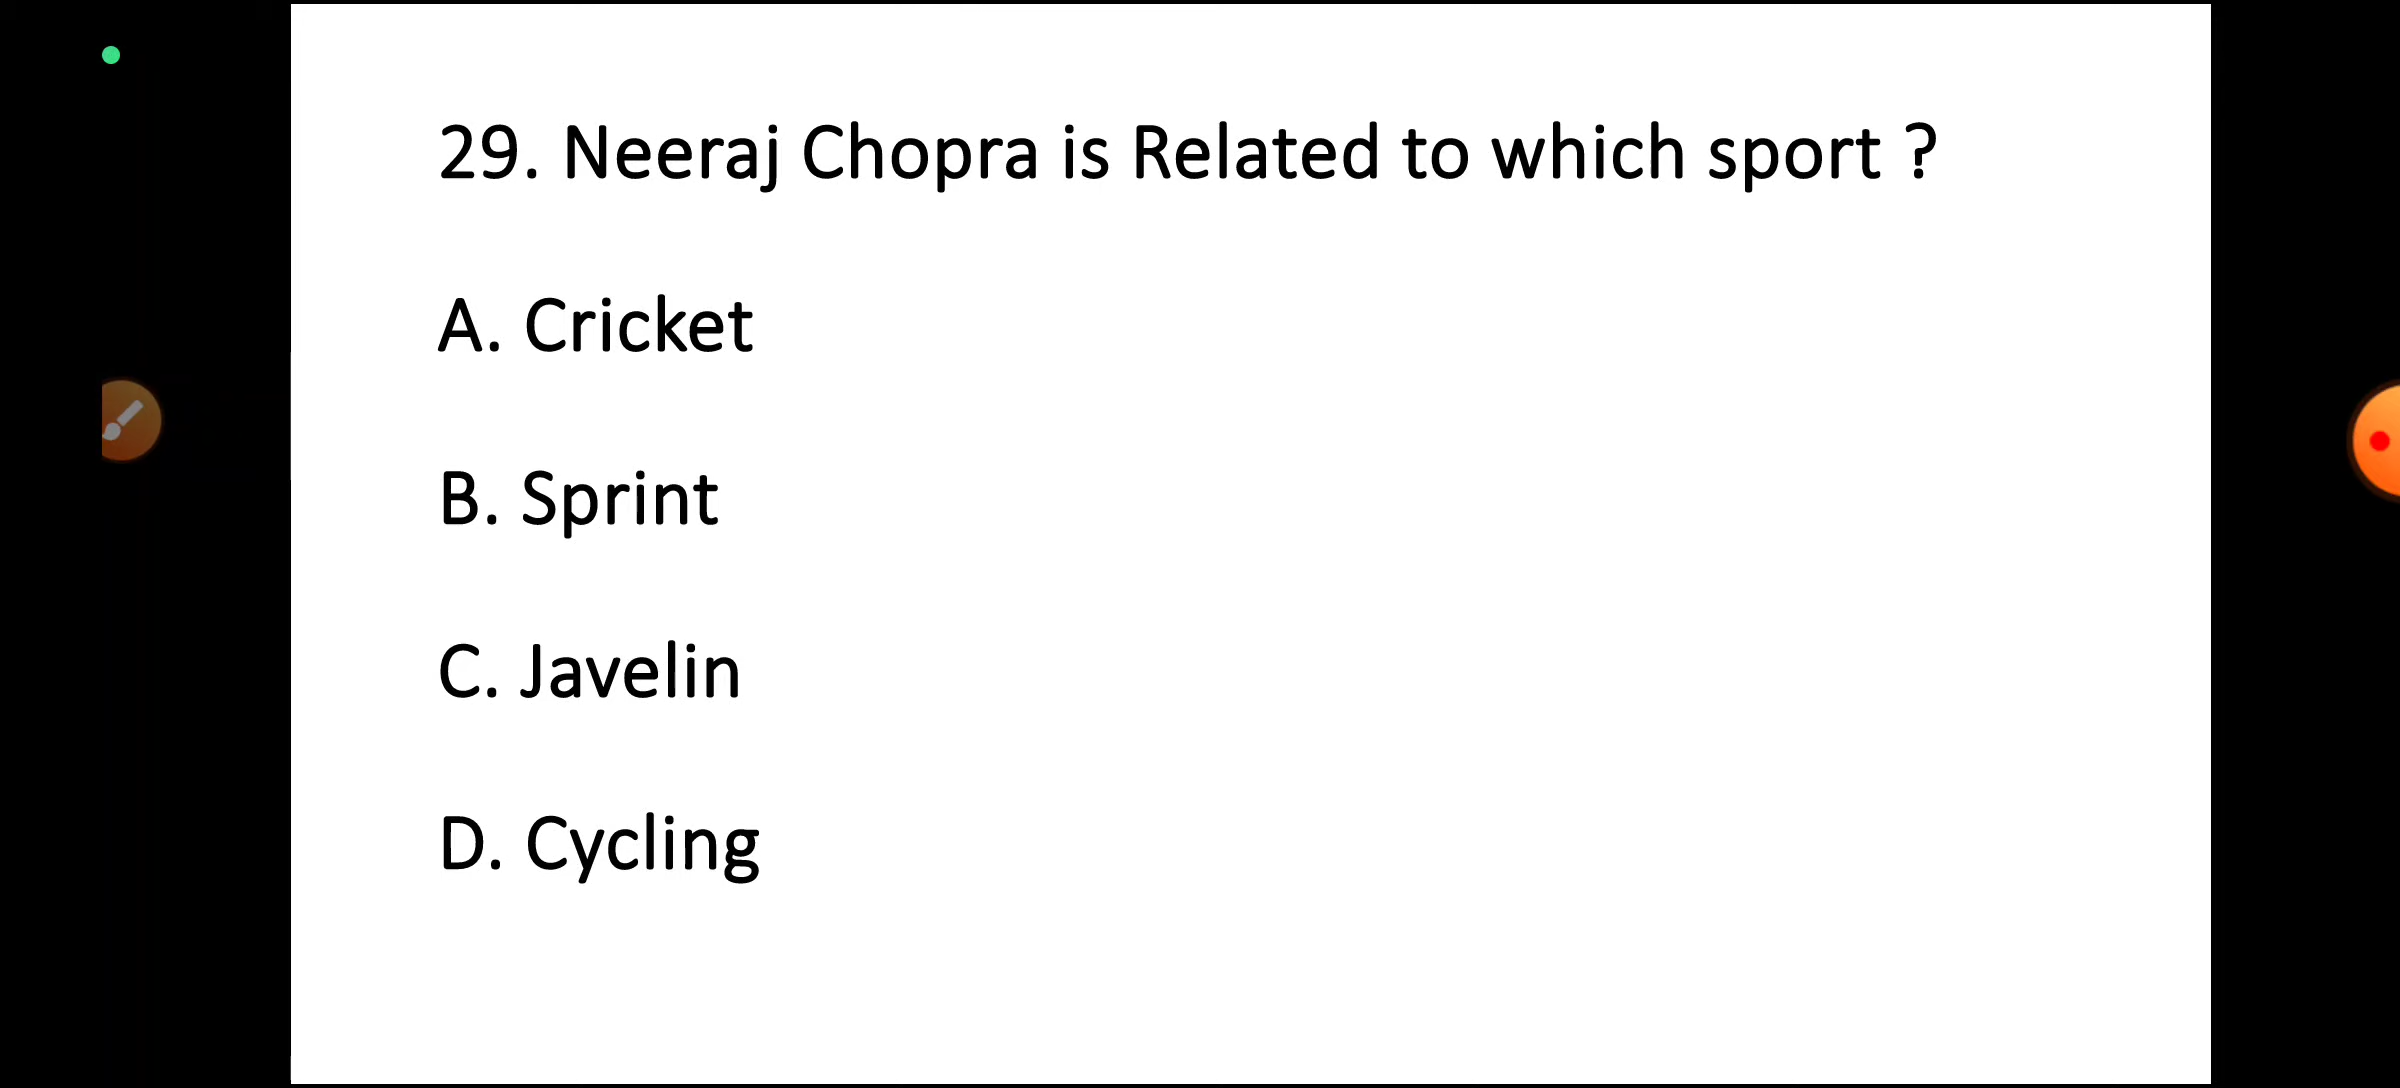 29. Neeraj Chopra is Related to which sport ?
A. Cricket
B. Sprint
C. Javelin
D. Cycling